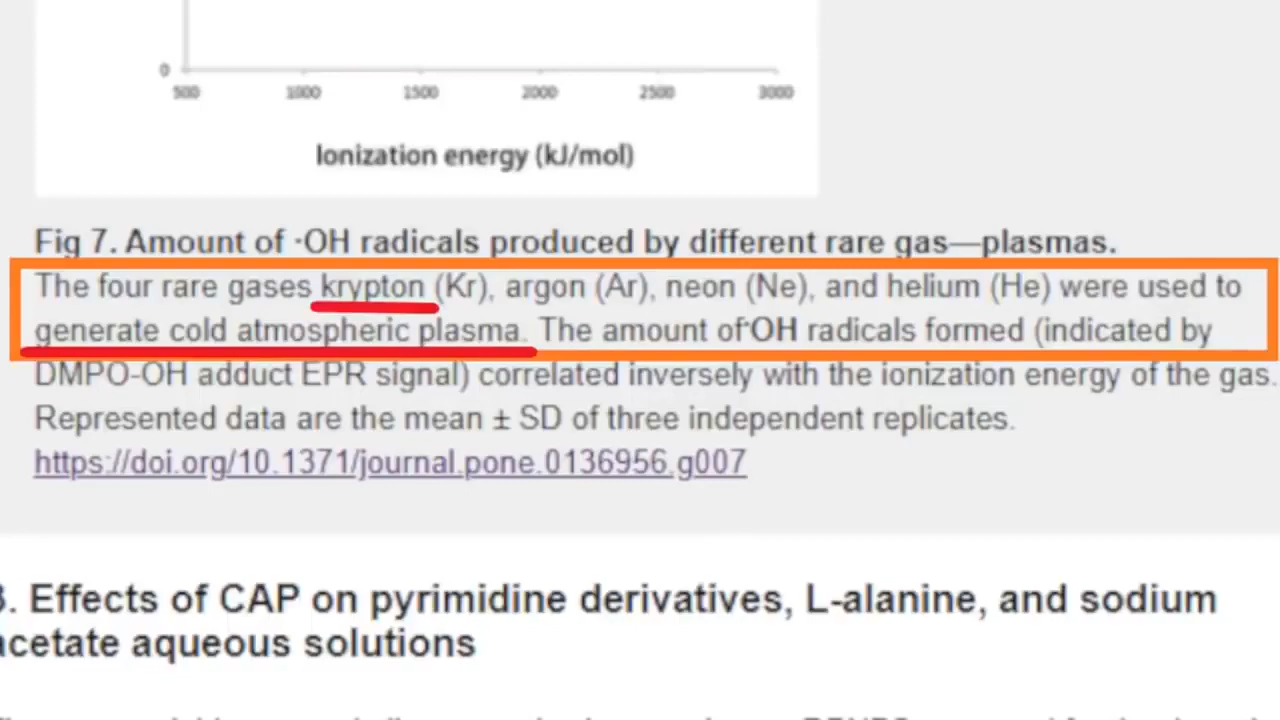 0
500 1000 1500 2000 2500 3000
Ionization energy (kJ/mol)
Fig 7. Amount of ·OH radicals produced by different rare gas—plasmas.
The four rare gases krypton (Kr), argon (Ar), neon (Ne), and helium (He) were used to
generate cold atmospheric plasma. The amount of·OH radicals formed (indicated by
DMPO-OH adduct EPR signal) correlated inversely with the ionization energy of the gas.
Represented data are the mean ± SD of three independent replicates.
https://doi.org/10.1371/journal.pone.0136956.g007
3. Effects of CAP on pyrimidine derivatives, L-alanine, and sodium
acetate aqueous solutions